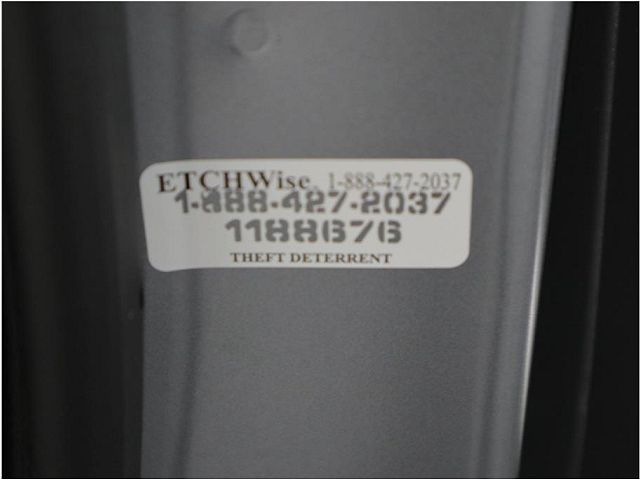 ETCHWise 1-888-427-2037
1-888-427-2037
1188676
THEFT DETERRENT